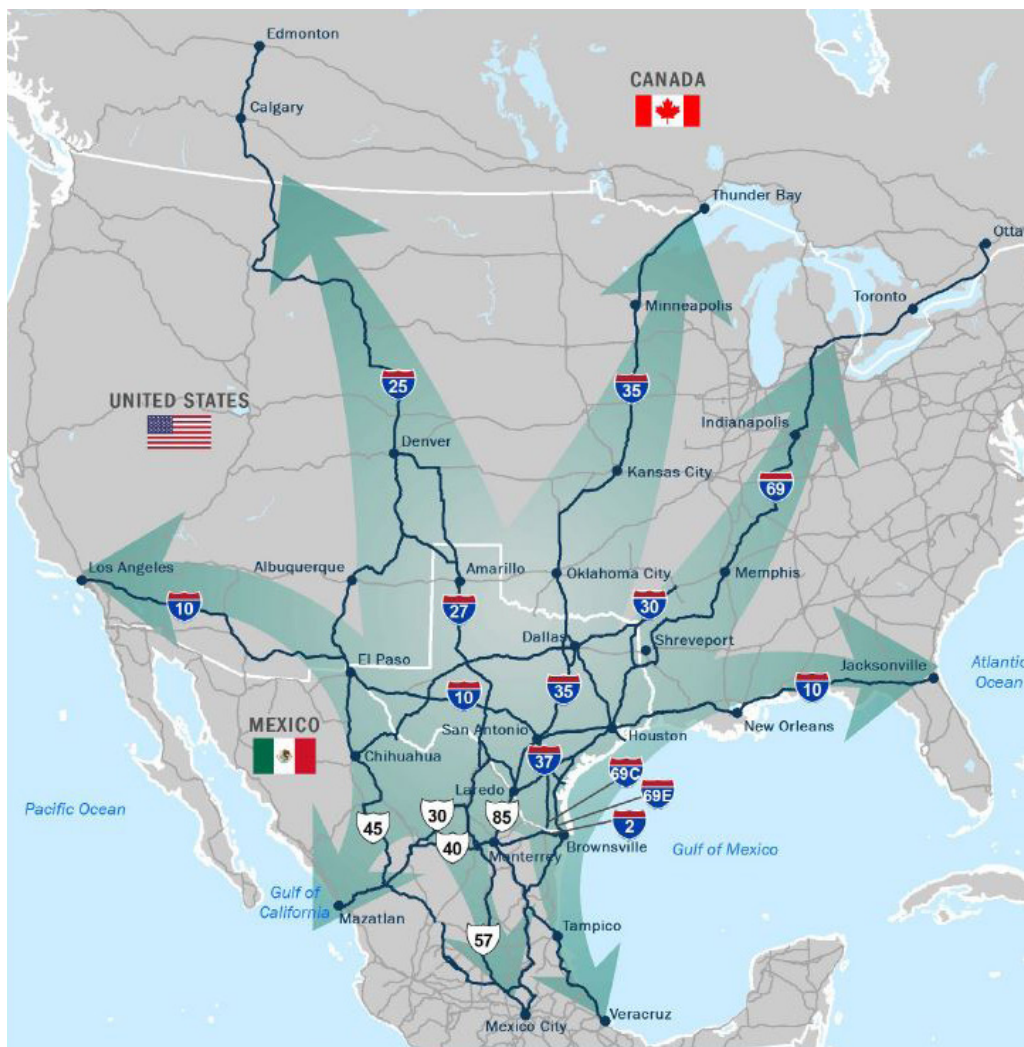 Edmonton
CANADA
Calgary
Thunder Bay
Otta
Minneapolis
Toronto
25
35
UNITED STATES
Indianapolis
Denver
Kansas City
69
Los Angeles
Albuquerque
Amarillo
Oklahoma City
Memphis
10
27
30
Dallas
Shreveport
El Paso
Jacksonville
Atlantic
Ocean
10
35
10
MEXICO
San Antonio
Houston
New Orleans
Chihuahua
37
69C
Laredo
69E
Pacific Ocean
30
85
2
45
40
Monterrey
Brownsville
Gulf of Mexico
Gulf of
California
Mazatlan
57
Tampico
Mexico City
Veracruz